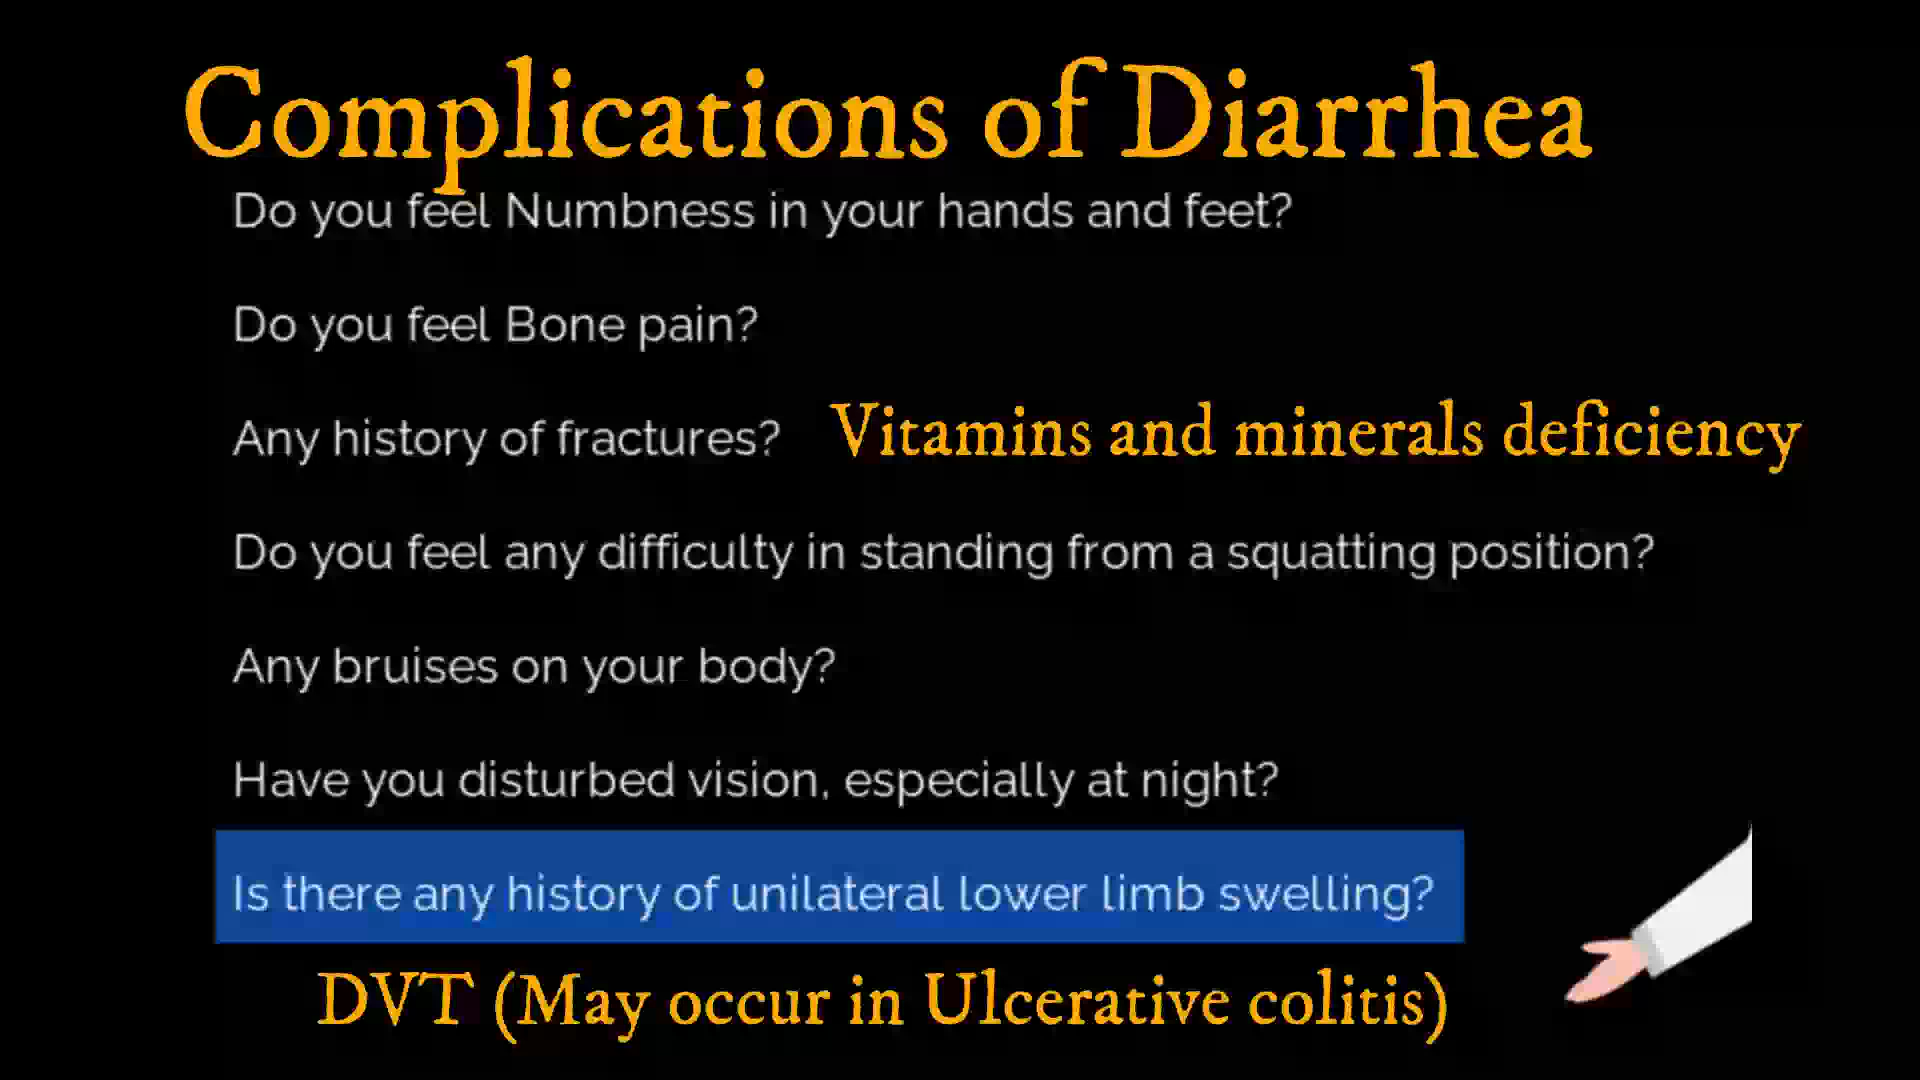 Complications of Diarrhea
Do you feel Numbness in your hands and feet?
Do you feel Bone pain?
Any history of fractures? Vitamins and minerals deficiency
Do you feel any difficulty in standing from a squatting position?
Any bruises on your body?
Have you disturbed vision, especially at night?
Is there any history of unilateral lower limb swelling?
DVT (May occur in Ulcerative colitis)